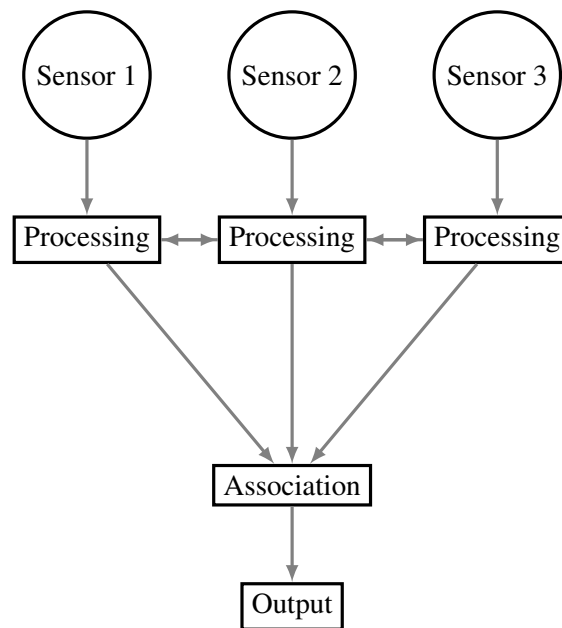 Sensor 1
Sensor 2
Sensor 3
Processing
Processing
Processing
Association
Output